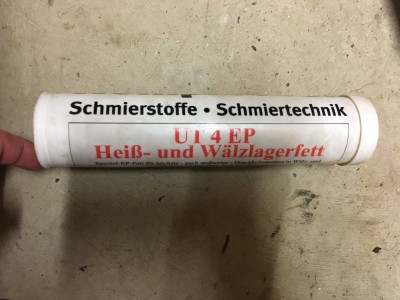 Schmierstoffe • Schmiertechnik
UT 4 EP
Heiß- und Wälzlagerfett